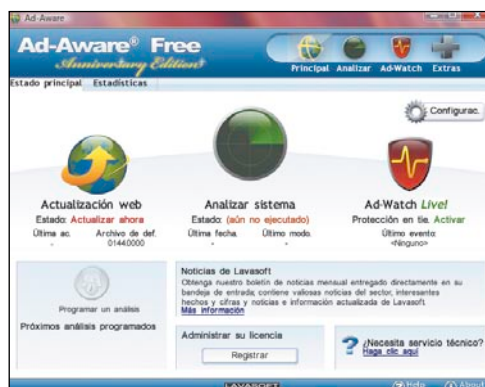 Ad-Aware
Ad-Aware® Free
Anniversary Edition
Principal Analizar Ad-Watch Extras
Estado principal Estadísticas
Configurac.
Actualización web
Estado: Actualizar ahora
Última ac. Archivo de def.
- 0144.0000
Analizar sistema
Estado: (aún no ejecutado)
Última fecha. Último modo.
- -
Ad-Watch Live!
Protección en tie. Activar
Último evento:
<Ninguno>
Programar un análisis
Próximos análisis programados
Noticias de Lavasoft
Obtenga nuestro boletín de noticias mensual entregado directamente en su
bandeja de entrada; contiene valiosas noticias del sector, interesantes
hechos y cifras y noticias e información actualizada de Lavasoft.
Más información
Administrar su licencia
Registrar
¿Necesita servicio técnico?
Haga clic aquí
LAVASOFT
Help About